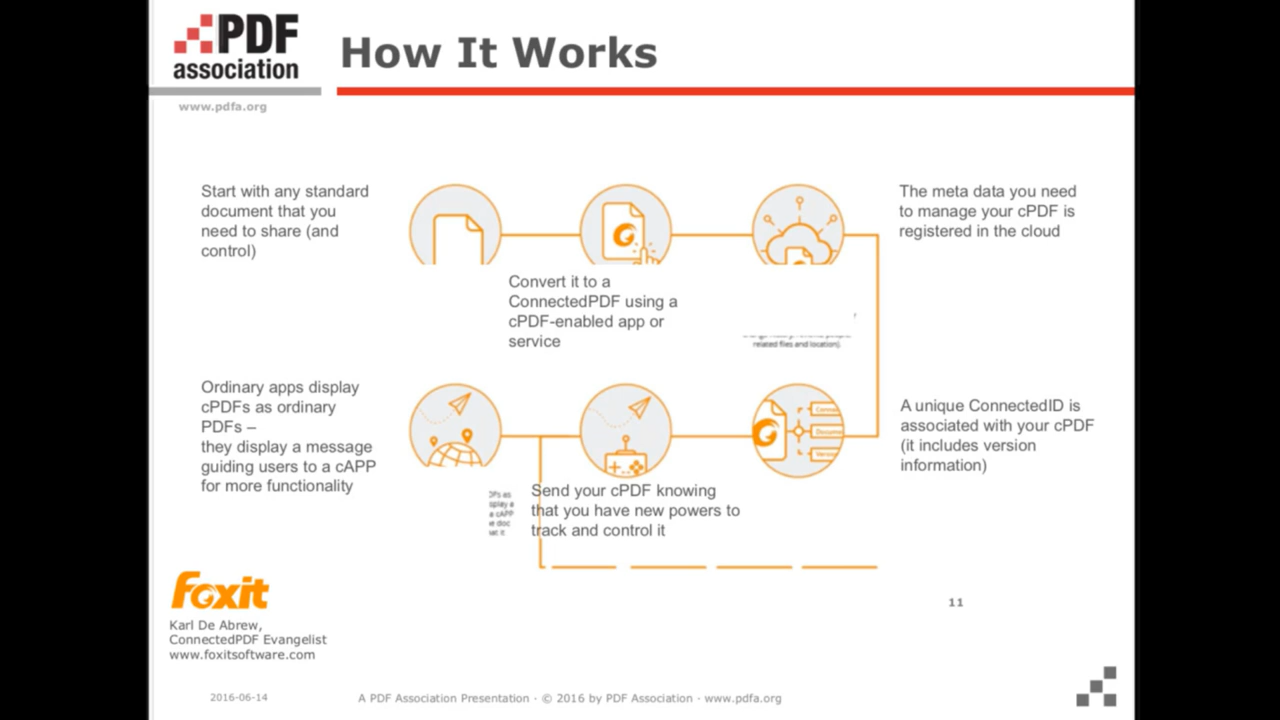 PDF
association
How It Works
www.pdfa.org
Start with any standard
document that you
need to share (and
control)
The meta data you need
to manage your cPDF is
registered in the cloud
Convert it to a
ConnectedPDF using a
cPDF-enabled app or
service
related files and location).
Ordinary apps display
cPDFs as ordinary
PDFs –
they display a message
guiding users to a cAPP
for more functionality
A unique ConnectedID is
associated with your cPDF
(it includes version
information)
Send your cPDF knowing
that you have new powers to
track and control it
Foxit
Karl De Abrew,
ConnectedPDF Evangelist
www.foxitsoftware.com
11
2016-06-14
A PDF Association Presentation · © 2016 by PDF Association · www.pdfa.org